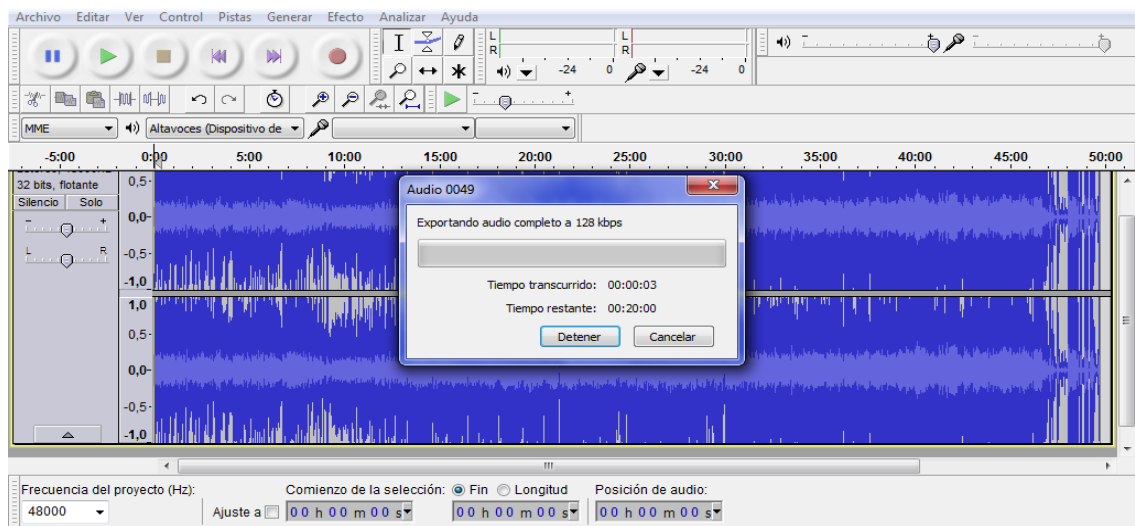 Archivo Editar Ver Control Pistas Generar Efecto Analizar Ayuda
L
R
-24 0
L
R
-24 0
MME Altavoces (Dispositivo de
-5:00 0:00 5:00 10:00 15:00 20:00 25:00 30:00 35:00 40:00 45:00 50:00
32 bits, flotante
Silencio Solo
- +
L R
0,5-
0,0-
-0,5-
-1,0
1,0
0,5-
0,0-
-0,5-
-1,0
Audio 0049
Exportando audio completo a 128 kbps
Tiempo transcurrido: 00:00:03
Tiempo restante: 00:20:00
Detener Cancelar
Frecuencia del proyecto (Hz): Comienzo de la selección: Fin Longitud Posición de audio:
48000 Ajuste a 00 h 00 m 00 s 00 h 00 m 00 s 00 h 00 m 00 s